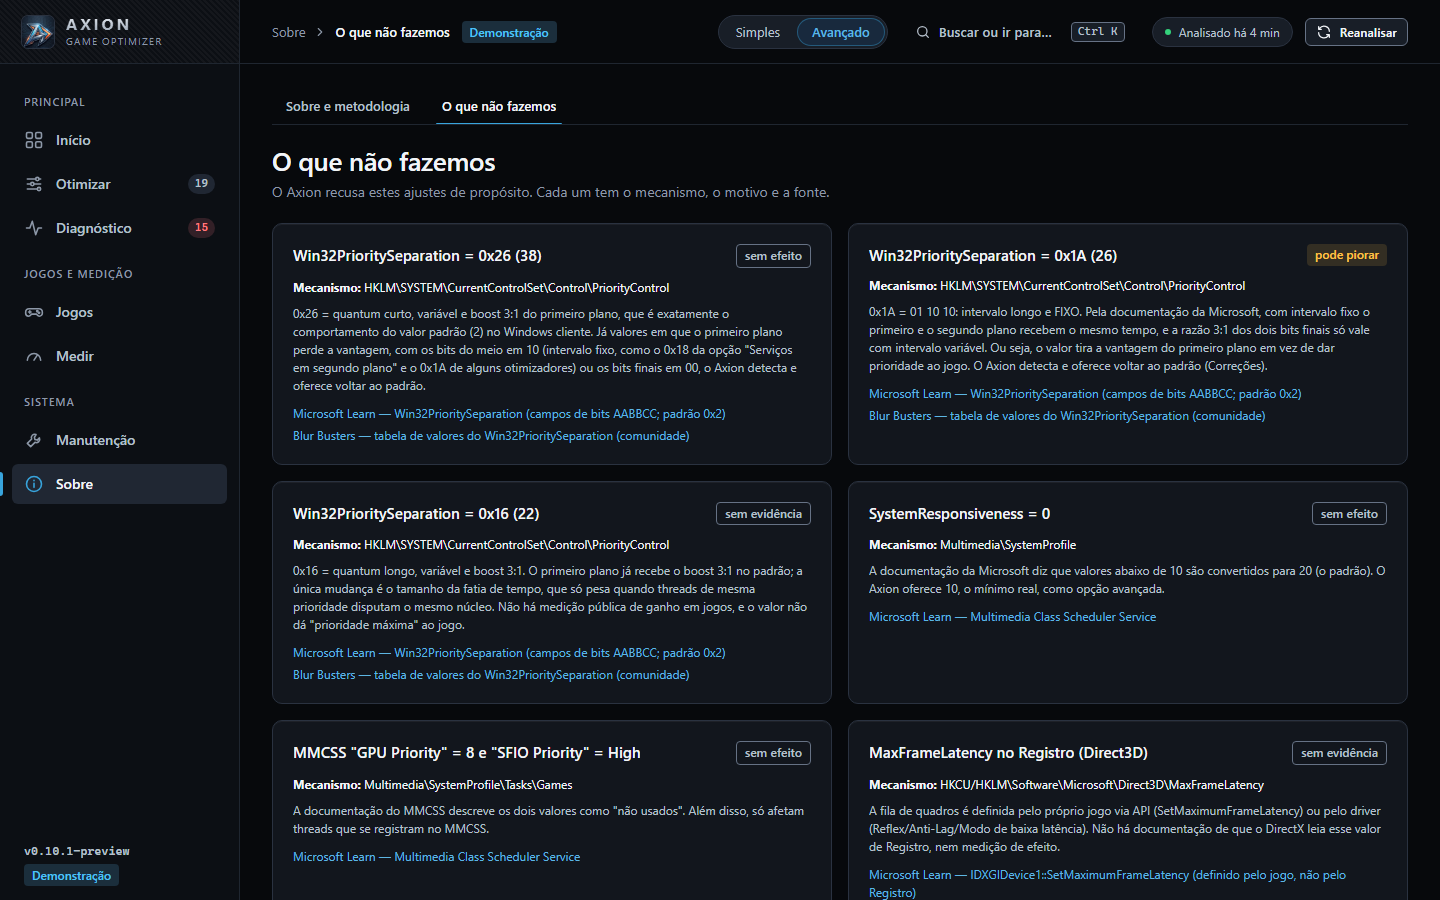 AXION
GAME OPTIMIZER
PRINCIPAL
Início
Otimizar 19
Diagnóstico 15
JOGOS E MEDIÇÃO
Jogos
Medir
SISTEMA
Manutenção
Sobre
v0.10.1-preview
Demonstração
Sobre > O que não fazemos Demonstração
Simples Avançado
Buscar ou ir para... Ctrl K
Analisado há 4 min
Reanalisar
Sobre e metodologia O que não fazemos
O que não fazemos
O Axion recusa estes ajustes de propósito. Cada um tem o mecanismo, o motivo e a fonte.
Win32PrioritySeparation = 0x26 (38) sem efeito
Mecanismo: HKLM\SYSTEM\CurrentControlSet\Control\PriorityControl
0x26 = quantum curto, variável e boost 3:1 do primeiro plano, que é exatamente o
comportamento do valor padrão (2) no Windows cliente. Já valores em que o primeiro plano
perde a vantagem, com os bits do meio em 10 (intervalo fixo, como o 0x18 da opção "Serviços
em segundo plano" e o 0x1A de alguns otimizadores) ou os bits finais em 00, o Axion detecta e
oferece voltar ao padrão.
Microsoft Learn — Win32PrioritySeparation (campos de bits AABBCC; padrão 0x2)
Blur Busters — tabela de valores do Win32PrioritySeparation (comunidade)
Win32PrioritySeparation = 0x1A (26) pode piorar
Mecanismo: HKLM\SYSTEM\CurrentControlSet\Control\PriorityControl
0x1A = 01 10 10: intervalo longo e FIXO. Pela documentação da Microsoft, com intervalo fixo o
primeiro e o segundo plano recebem o mesmo tempo, e a razão 3:1 dos dois bits finais só vale
com intervalo variável. Ou seja, o valor tira a vantagem do primeiro plano em vez de dar
prioridade ao jogo. O Axion detecta e oferece voltar ao padrão (Correções).
Microsoft Learn — Win32PrioritySeparation (campos de bits AABBCC; padrão 0x2)
Blur Busters — tabela de valores do Win32PrioritySeparation (comunidade)
Win32PrioritySeparation = 0x16 (22) sem evidência
Mecanismo: HKLM\SYSTEM\CurrentControlSet\Control\PriorityControl
0x16 = quantum longo, variável e boost 3:1. O primeiro plano já recebe o boost 3:1 no padrão; a
única mudança é o tamanho da fatia de tempo, que só pesa quando threads de mesma
prioridade disputam o mesmo núcleo. Não há medição pública de ganho em jogos, e o valor não
dá "prioridade máxima" ao jogo.
Microsoft Learn — Win32PrioritySeparation (campos de bits AABBCC; padrão 0x2)
Blur Busters — tabela de valores do Win32PrioritySeparation (comunidade)
SystemResponsiveness = 0 sem efeito
Mecanismo: Multimedia\SystemProfile
A documentação da Microsoft diz que valores abaixo de 10 são convertidos para 20 (o padrão). O
Axion oferece 10, o mínimo real, como opção avançada.
Microsoft Learn — Multimedia Class Scheduler Service
MMCSS "GPU Priority" = 8 e "SFIO Priority" = High sem efeito
Mecanismo: Multimedia\SystemProfile\Tasks\Games
A documentação do MMCSS descreve os dois valores como "não usados". Além disso, só afetam
threads que se registram no MMCSS.
Microsoft Learn — Multimedia Class Scheduler Service
MaxFrameLatency no Registro (Direct3D) sem evidência
Mecanismo: HKCU/HKLM\Software\Microsoft\Direct3D\MaxFrameLatency
A fila de quadros é definida pelo próprio jogo via API (SetMaximumFrameLatency) ou pelo driver
(Reflex/Anti-Lag/Modo de baixa latência). Não há documentação de que o DirectX leia esse valor
de Registro, nem medição de efeito.
Microsoft Learn — IDXGIDevice1::SetMaximumFrameLatency (definido pelo jogo, não pelo
Registro)